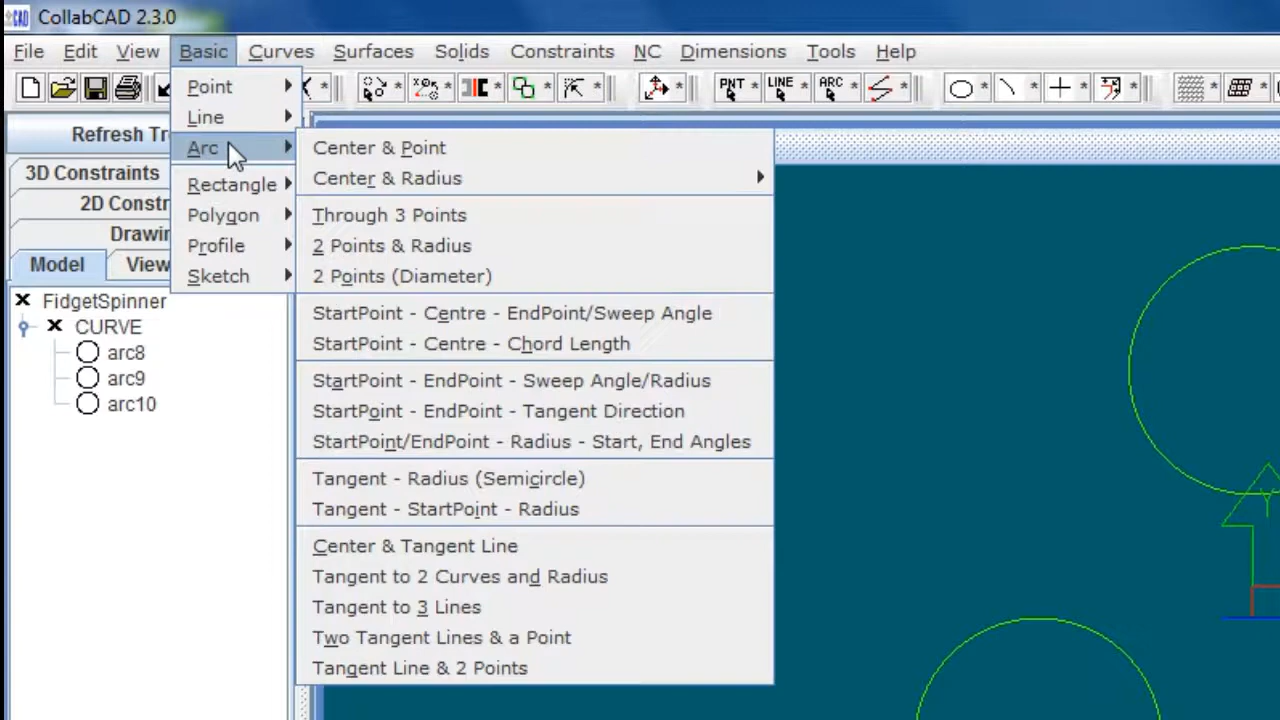 CAD CollabCAD 2.3.0
File Edit View Basic Curves Surfaces Solids Constraints NC Dimensions Tools Help
PNT LINE ARC
Point
Line
Arc
Rectangle
Polygon
Profile
Sketch
Center & Point
Center & Radius
Through 3 Points
2 Points & Radius
2 Points (Diameter)
StartPoint - Centre - EndPoint/Sweep Angle
StartPoint - Centre - Chord Length
StartPoint - EndPoint - Sweep Angle/Radius
StartPoint - EndPoint - Tangent Direction
StartPoint/EndPoint - Radius - Start, End Angles
Tangent - Radius (Semicircle)
Tangent - StartPoint - Radius
Center & Tangent Line
Tangent to 2 Curves and Radius
Tangent to 3 Lines
Two Tangent Lines & a Point
Tangent Line & 2 Points
Refresh Tr
3D Constraints
2D Constr
Drawin
Model View
FidgetSpinner
CURVE
arc8
arc9
arc10
Y